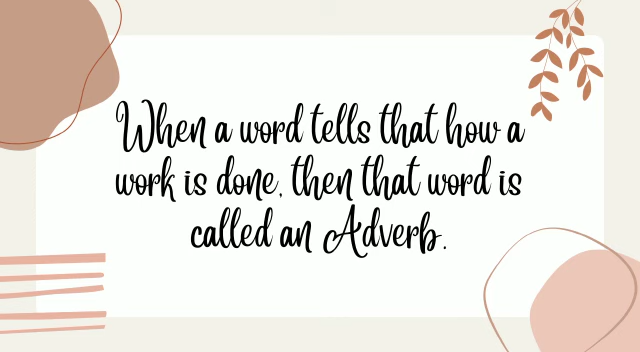 When a word tells that how a
work is done, then that word is
called an Adverb.